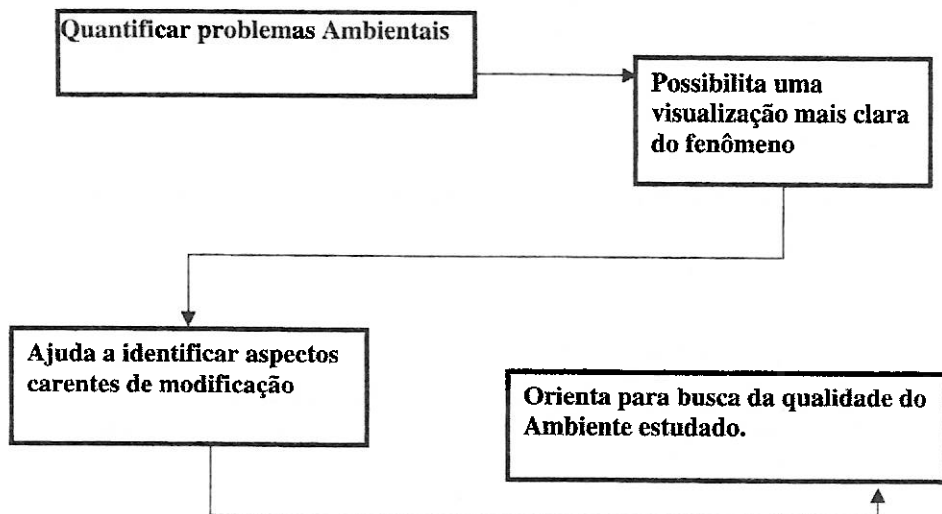 Quantificar problemas Ambientais
Possibilita uma
visualização mais clara
do fenômeno
Ajuda a identificar aspectos
carentes de modificação
Orienta para busca da qualidade do
Ambiente estudado.